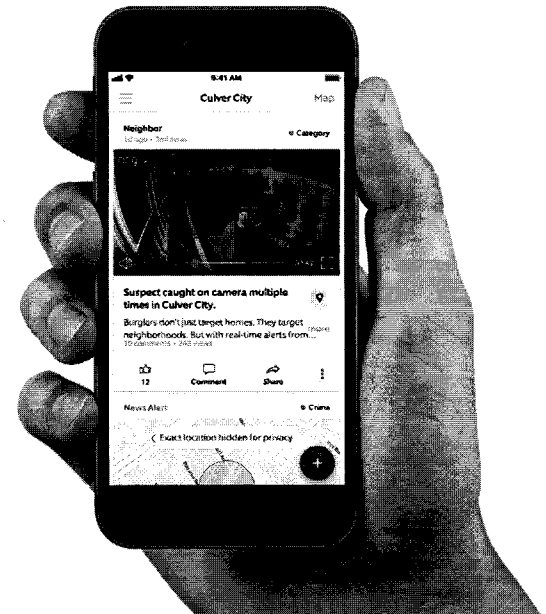 9:41 AM
Culver City Map
Neighbor
Category
Suspect caught on camera multiple
times in Culver City.
Burglars don't just target homes. They target
neighborhoods. But with real-time alerts from... more
12 Comment Share
News Alert Crime
Exact location hidden for privacy